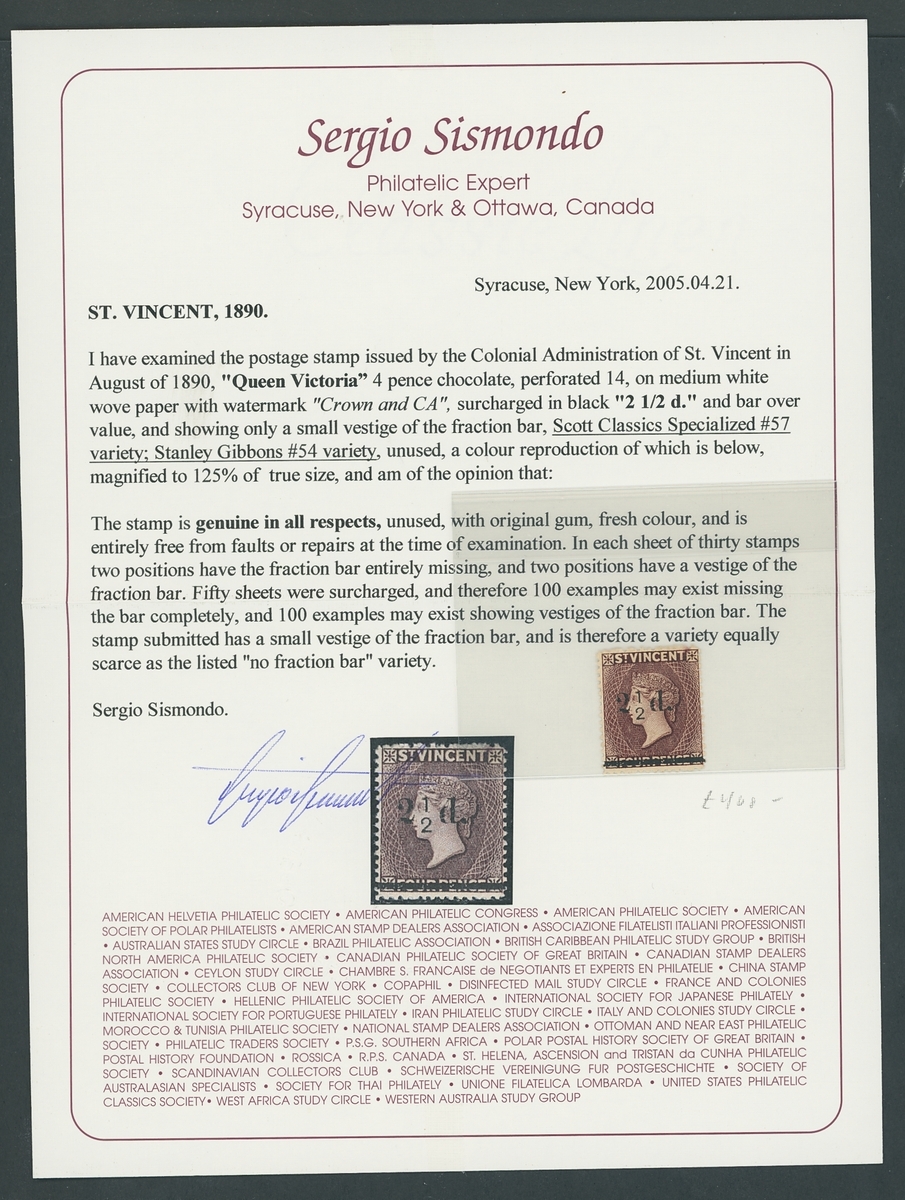 Sergio Sismondo
Philatelic Expert
Syracuse, New York & Ottawa, Canada
Syracuse, New York, 2005.04.21.
ST. VINCENT, 1890.
I have examined the postage stamp issued by the Colonial Administration of St. Vincent in
August of 1890, "Queen Victoria” 4 pence chocolate, perforated 14, on medium white
wove paper with watermark "Crown and CA", surcharged in black "2 1/2 d." and bar over
value, and showing only a small vestige of the fraction bar, Scott Classics Specialized #57
variety; Stanley Gibbons #54 variety, unused, a colour reproduction of which is below,
magnified to 125% of true size, and am of the opinion that:
The stamp is genuine in all respects, unused, with original gum, fresh colour, and is
entirely free from faults or repairs at the time of examination. In each sheet of thirty stamps
two positions have the fraction bar entirely missing, and two positions have a vestige of the
fraction bar. Fifty sheets were surcharged, and therefore 100 examples may exist missing
the bar completely, and 100 examples may exist showing vestiges of the fraction bar. The
stamp submitted has a small vestige of the fraction bar, and is therefore a variety equally
scarce as the listed "no fraction bar" variety.
Sergio Sismondo.
ST VINCENT
2 1/2 d.
FOUR PENCE
ST VINCENT
2 1/2 d.
FOUR PENCE
AMERICAN HELVETIA PHILATELIC SOCIETY • AMERICAN PHILATELIC CONGRESS • AMERICAN PHILATELIC SOCIETY • AMERICAN
SOCIETY OF POLAR PHILATELISTS • AMERICAN STAMP DEALERS ASSOCIATION • ASSOCIAZIONE FILATELISTI ITALIANI PROFESSIONISTI
• AUSTRALIAN STATES STUDY CIRCLE • BRAZIL PHILATELIC ASSOCIATION • BRITISH CARIBBEAN PHILATELIC STUDY GROUP • BRITISH
NORTH AMERICA PHILATELIC SOCIETY • CANADIAN PHILATELIC SOCIETY OF GREAT BRITAIN • CANADIAN STAMP DEALERS
ASSOCIATION • CEYLON STUDY CIRCLE • CHAMBRE S. FRANCAISE de NEGOTIANTS ET EXPERTS EN PHILATELIE • CHINA STAMP
SOCIETY • COLLECTORS CLUB OF NEW YORK • COPAPHIL • DISINFECTED MAIL STUDY CIRCLE • FRANCE AND COLONIES
PHILATELIC SOCIETY • HELLENIC PHILATELIC SOCIETY OF AMERICA • INTERNATIONAL SOCIETY FOR JAPANESE PHILATELY •
INTERNATIONAL SOCIETY FOR PORTUGUESE PHILATELY • IRAN PHILATELIC STUDY CIRCLE • ITALY AND COLONIES STUDY CIRCLE •
MOROCCO & TUNISIA PHILATELIC SOCIETY • NATIONAL STAMP DEALERS ASSOCIATION • OTTOMAN AND NEAR EAST PHILATELIC
SOCIETY • PHILATELIC TRADERS SOCIETY • P.S.G. SOUTHERN AFRICA • POLAR POSTAL HISTORY SOCIETY OF GREAT BRITAIN •
POSTAL HISTORY FOUNDATION • ROSSICA • R.P.S. CANADA • ST. HELENA, ASCENSION and TRISTAN da CUNHA PHILATELIC
SOCIETY • SCANDINAVIAN COLLECTORS CLUB • SCHWEIZERISCHE VEREINIGUNG FUR POSTGESCHICHTE • SOCIETY OF
AUSTRALASIAN SPECIALISTS • SOCIETY FOR THAI PHILATELY • UNIONE FILATELICA LOMBARDA • UNITED STATES PHILATELIC
CLASSICS SOCIETY• WEST AFRICA STUDY CIRCLE • WESTERN AUSTRALIA STUDY GROUP